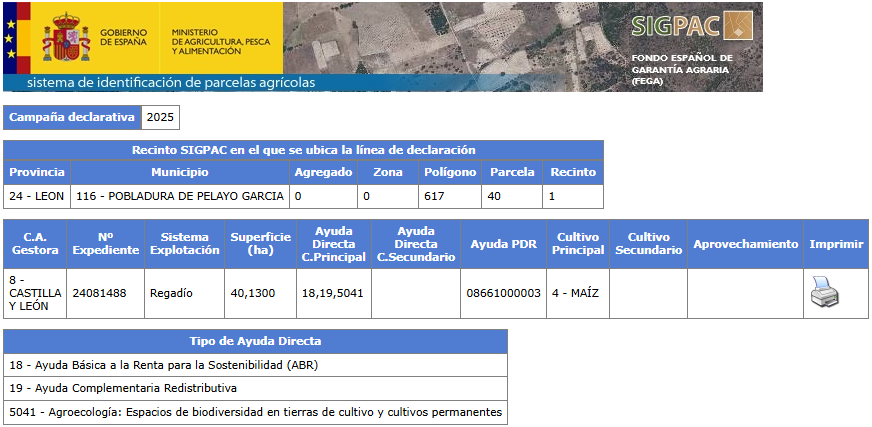 GOBIERNO
DE ESPAÑA
MINISTERIO
DE AGRICULTURA, PESCA
Y ALIMENTACIÓN
SIGPAC
FONDO ESPAÑOL DE
GARANTÍA AGRARIA
(FEGA)
sistema de identificación de parcelas agrícolas
Campaña declarativa 2025
Recinto SIGPAC en el que se ubica la línea de declaración
Provincia Municipio Agregado Zona Polígono Parcela Recinto
24 - LEON 116 - POBLADURA DE PELAYO GARCIA 0 0 617 40 1
C.A. Gestora Nº Expediente Sistema Explotación Superficie (ha) Ayuda Directa C.Principal Ayuda Directa C.Secundario Ayuda PDR Cultivo Principal Cultivo Secundario Aprovechamiento Imprimir
8 - CASTILLA Y LEÓN 24081488 Regadío 40,1300 18,19,5041 08661000003 4 - MAÍZ
Tipo de Ayuda Directa
18 - Ayuda Básica a la Renta para la Sostenibilidad (ABR)
19 - Ayuda Complementaria Redistributiva
5041 - Agroecología: Espacios de biodiversidad en tierras de cultivo y cultivos permanentes